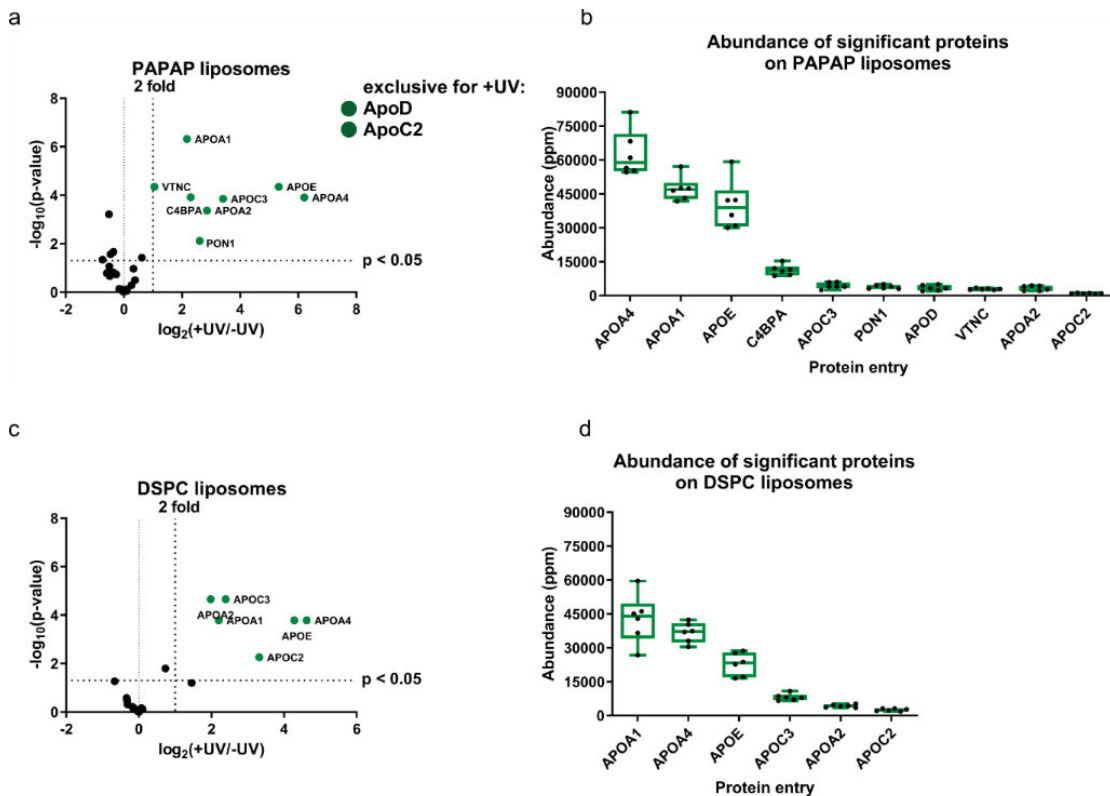 a
PAPAP liposomes
2 fold
exclusive for +UV:
ApoD
ApoC2
8
6
4
2
0
-log10(p-value)
APOA1
VTNC
APOC3
APOE
APOA4
C4BPA
APOA2
PON1
p < 0.05
-2
0
2
4
6
8
log2(+UV/-UV)
b
Abundance of significant proteins
on PAPAP liposomes
90000
75000
60000
45000
30000
15000
0
Abundance (ppm)
APOA4
APOA1
APOE
C4BPA
APOC3
PON1
APOD
VTNC
APOA2
APOC2
Protein entry
c
DSPC liposomes
2 fold
8
6
4
2
0
-log10(p-value)
APOC3
APOA2
APOA1
APOE
APOA4
APOC2
p < 0.05
-2
0
2
4
6
log2(+UV/-UV)
d
Abundance of significant proteins
on DSPC liposomes
90000
75000
60000
45000
30000
15000
0
Abundance (ppm)
APOA1
APOA4
APOE
APOC3
APOA2
APOC2
Protein entry